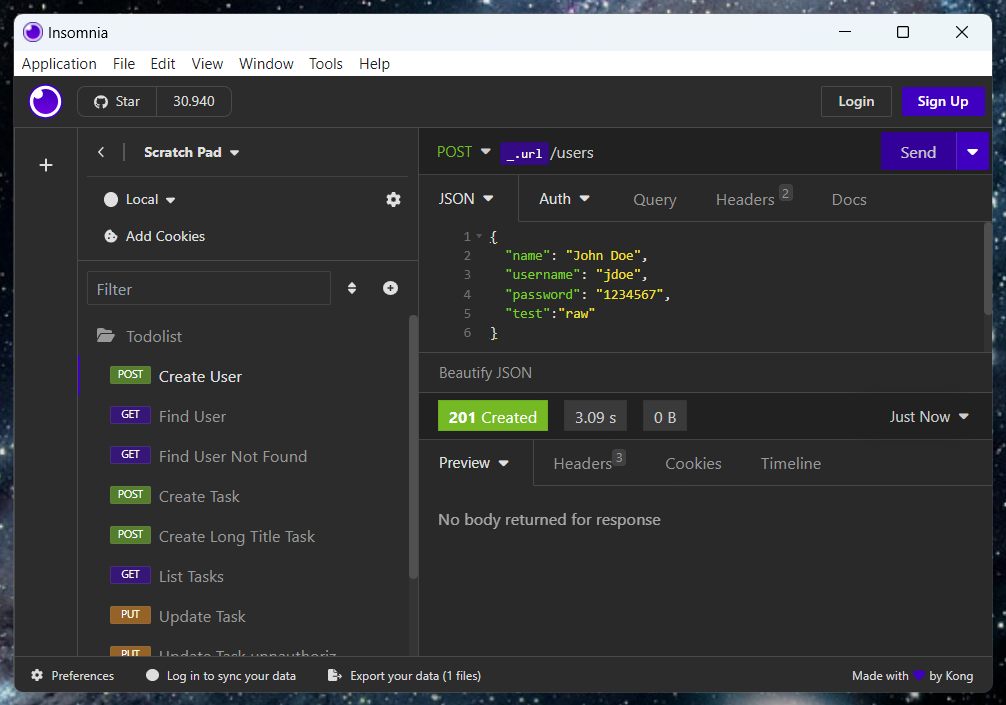 Insomnia
Application File Edit View Window Tools Help
Star 30.940 Login Sign Up
Scratch Pad
POST _.url /users Send
Local
JSON Auth Query Headers 2 Docs
Add Cookies
1 {
2 "name": "John Doe",
3 "username": "jdoe",
4 "password": "1234567",
5 "test":"raw"
6 }
Filter
Todolist
POST Create User
GET Find User
GET Find User Not Found
POST Create Task
POST Create Long Title Task
GET List Tasks
PUT Update Task
PUT Update Task unnauthoriz
Beautify JSON
201 Created 3.09 s 0 B Just Now
Preview Headers 3 Cookies Timeline
No body returned for response
Preferences Log in to sync your data Export your data (1 files) Made with by Kong